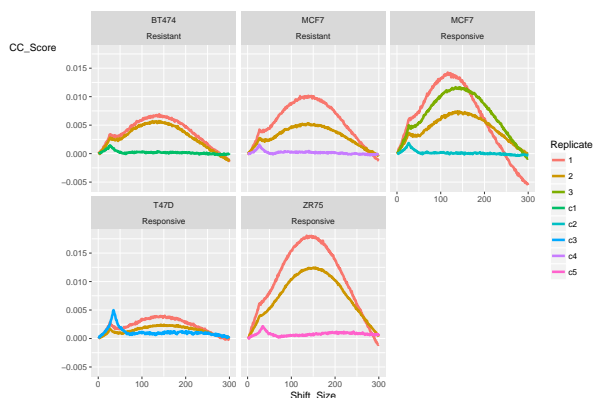 CC_Score
BT474
Resistant
MCF7
Resistant
MCF7
Responsive
0.015
0.010
0.005
0.000
−0.005
0
100
200
300
T47D
Responsive
ZR75
Responsive
0.015
0.010
0.005
0.000
−0.005
0
100
200
300
0
100
200
300
Shift_Size
Replicate
1
2
3
c1
c2
c3
c4
c5